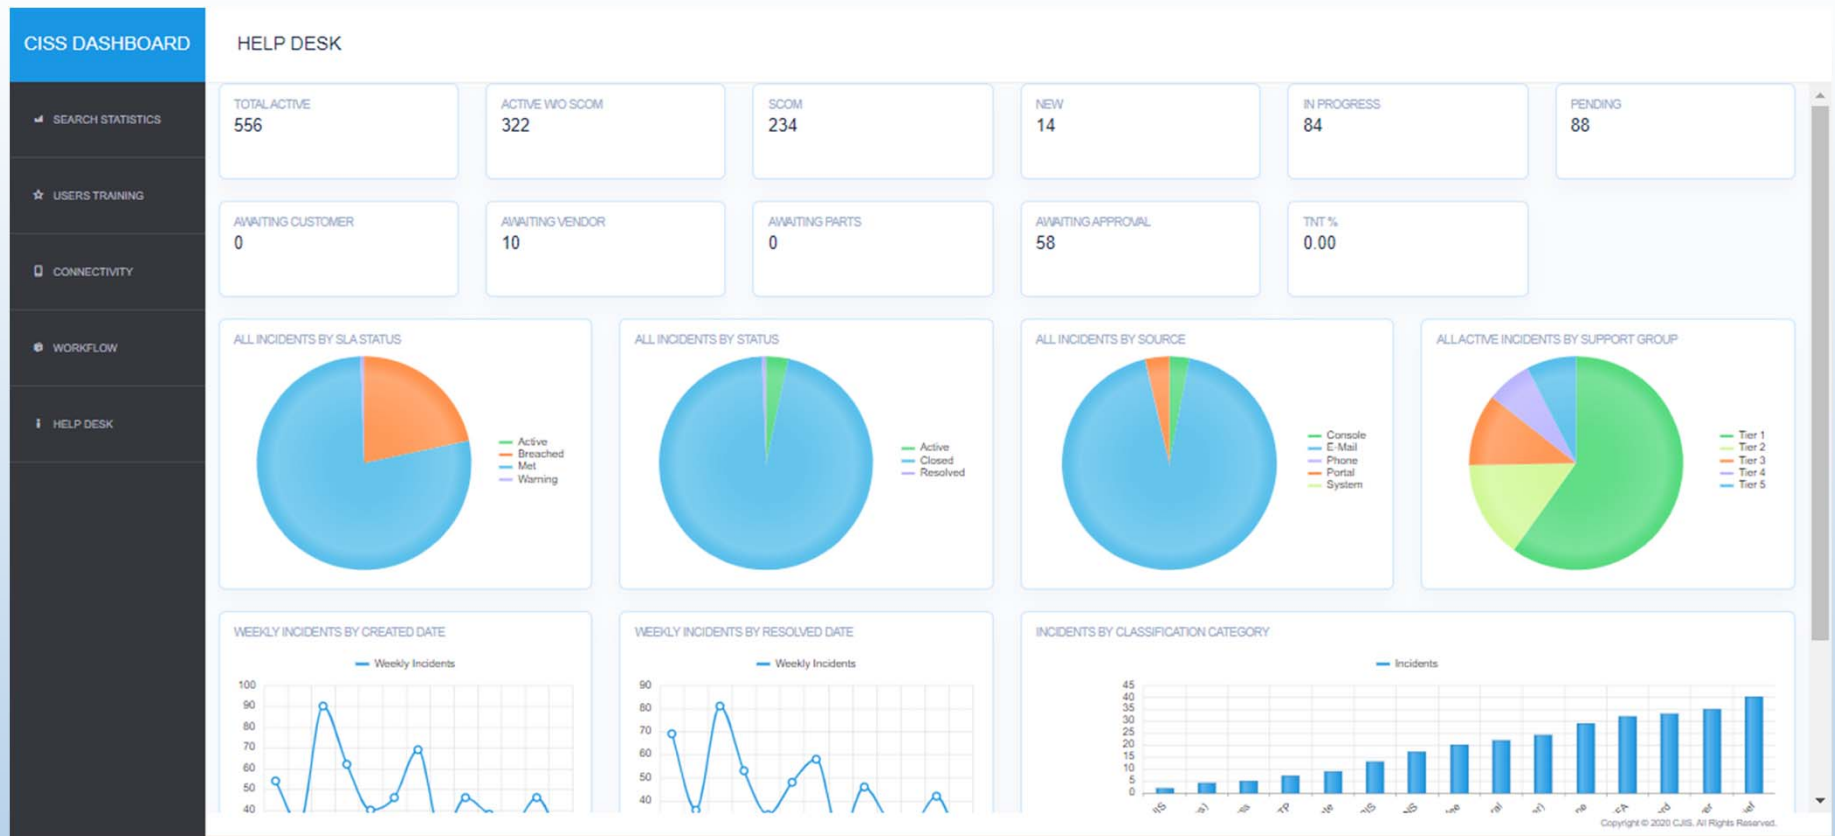 CISS DASHBOARD
HELP DESK
SEARCH STATISTICS
USERS TRAINING
CONNECTIVITY
WORKFLOW
HELP DESK
TOTAL ACTIVE
556
ACTIVE W/O SCOM
322
SCOM
234
NEW
14
IN PROGRESS
84
PENDING
88
AWAITING CUSTOMER
0
AWAITING VENDOR
10
AWAITING PARTS
0
AWAITING APPROVAL
58
TNT %
0.00
ALL INCIDENTS BY SLA STATUS
Active
Breached
Met
Warning
ALL INCIDENTS BY STATUS
Active
Closed
Resolved
ALL INCIDENTS BY SOURCE
Console
E-Mail
Phone
Portal
System
ALL ACTIVE INCIDENTS BY SUPPORT GROUP
Tier 1
Tier 2
Tier 3
Tier 4
Tier 5
WEEKLY INCIDENTS BY CREATED DATE
Weekly Incidents
100
90
80
70
60
50
40
WEEKLY INCIDENTS BY RESOLVED DATE
Weekly Incidents
90
80
70
60
50
40
INCIDENTS BY CLASSIFICATION CATEGORY
Incidents
45
40
35
30
25
20
15
10
5
0
Copyright © 2020 CJIS. All Rights Reserved.